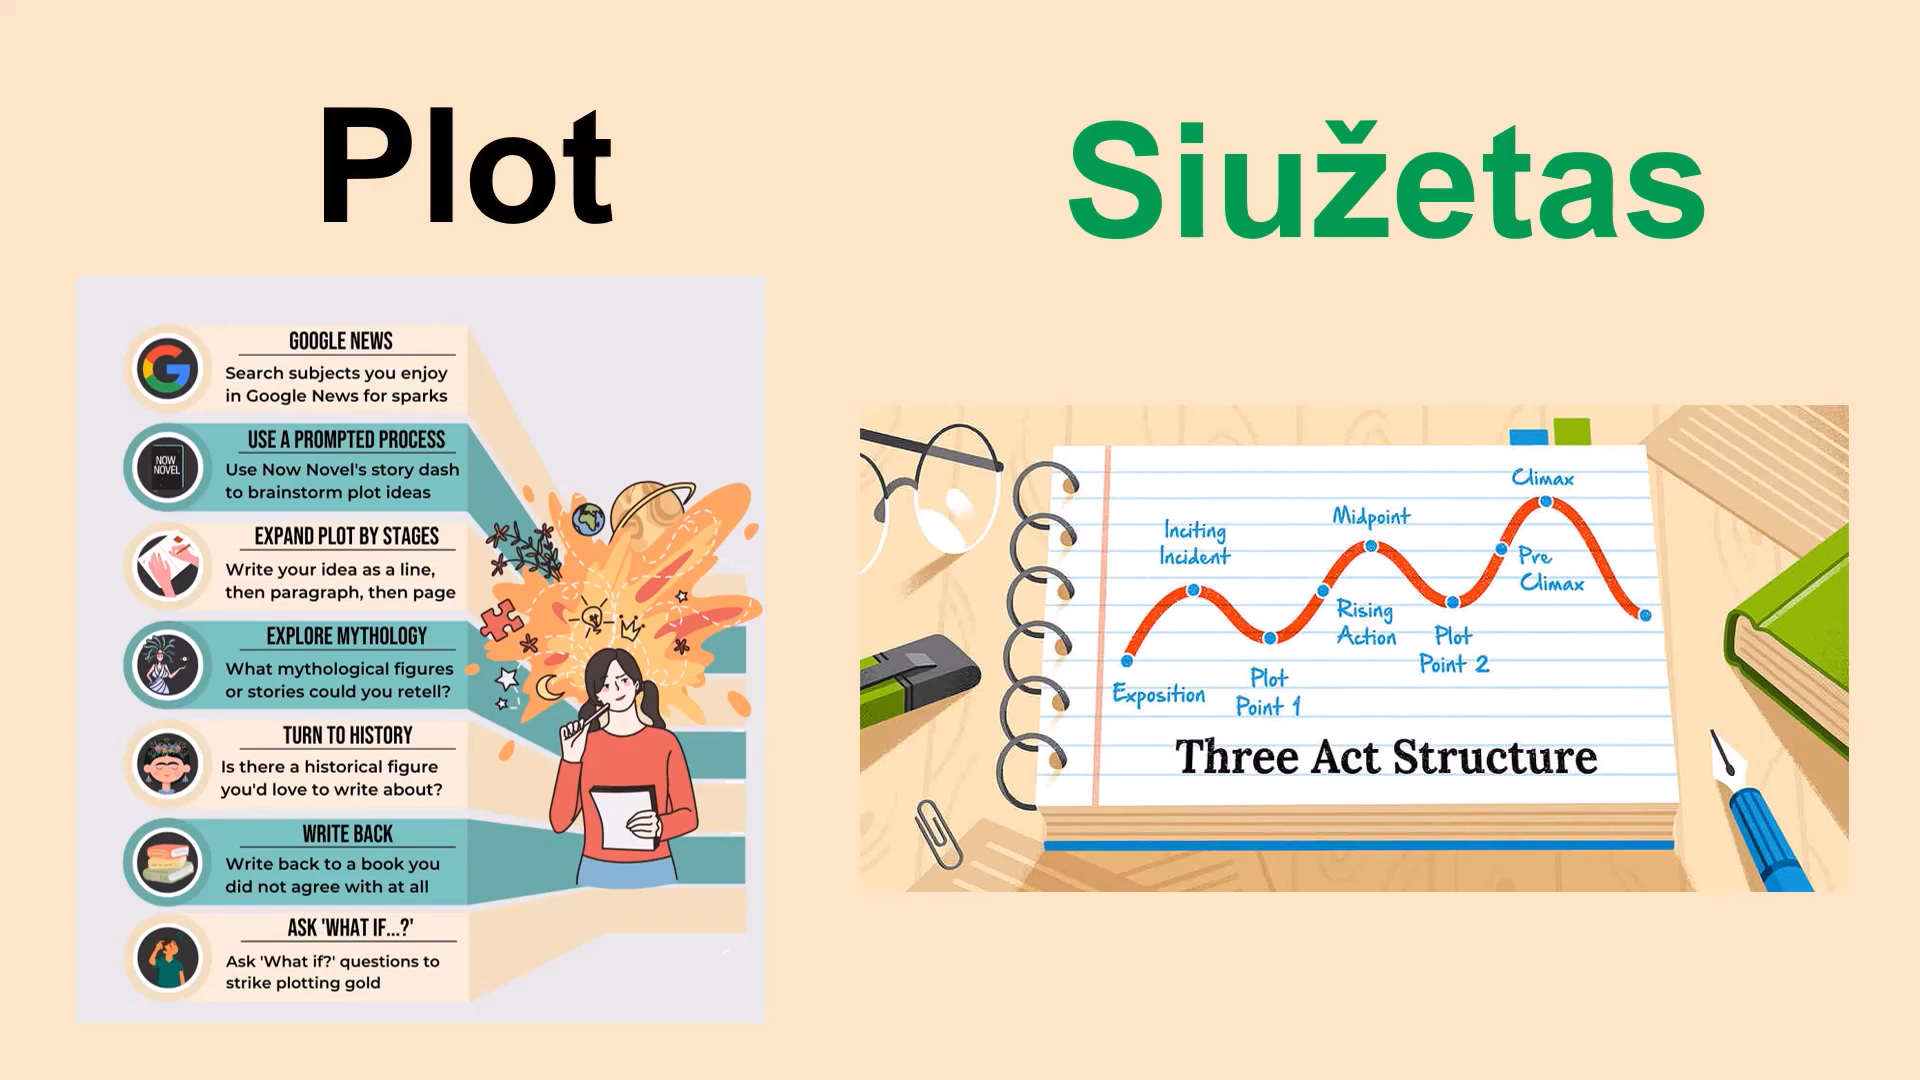 Plot
Siužetas
GOOGLE NEWS
Search subjects you enjoy
in Google News for sparks
USE A PROMPTED PROCESS
NOW
NOVEL
Use Now Novel's story dash
to brainstorm plot ideas
EXPAND PLOT BY STAGES
Write your idea as a line,
then paragraph, then page
EXPLORE MYTHOLOGY
What mythological figures
or stories could you retell?
TURN TO HISTORY
Is there a historical figure
you'd love to write about?
WRITE BACK
Write back to a book you
did not agree with at all
ASK 'WHAT IF...?'
Ask 'What if?' questions to
strike plotting gold
Exposition
Inciting
Incident
Plot
Point 1
Rising
Action
Midpoint
Plot
Point 2
Pre
Climax
Climax
Three Act Structure